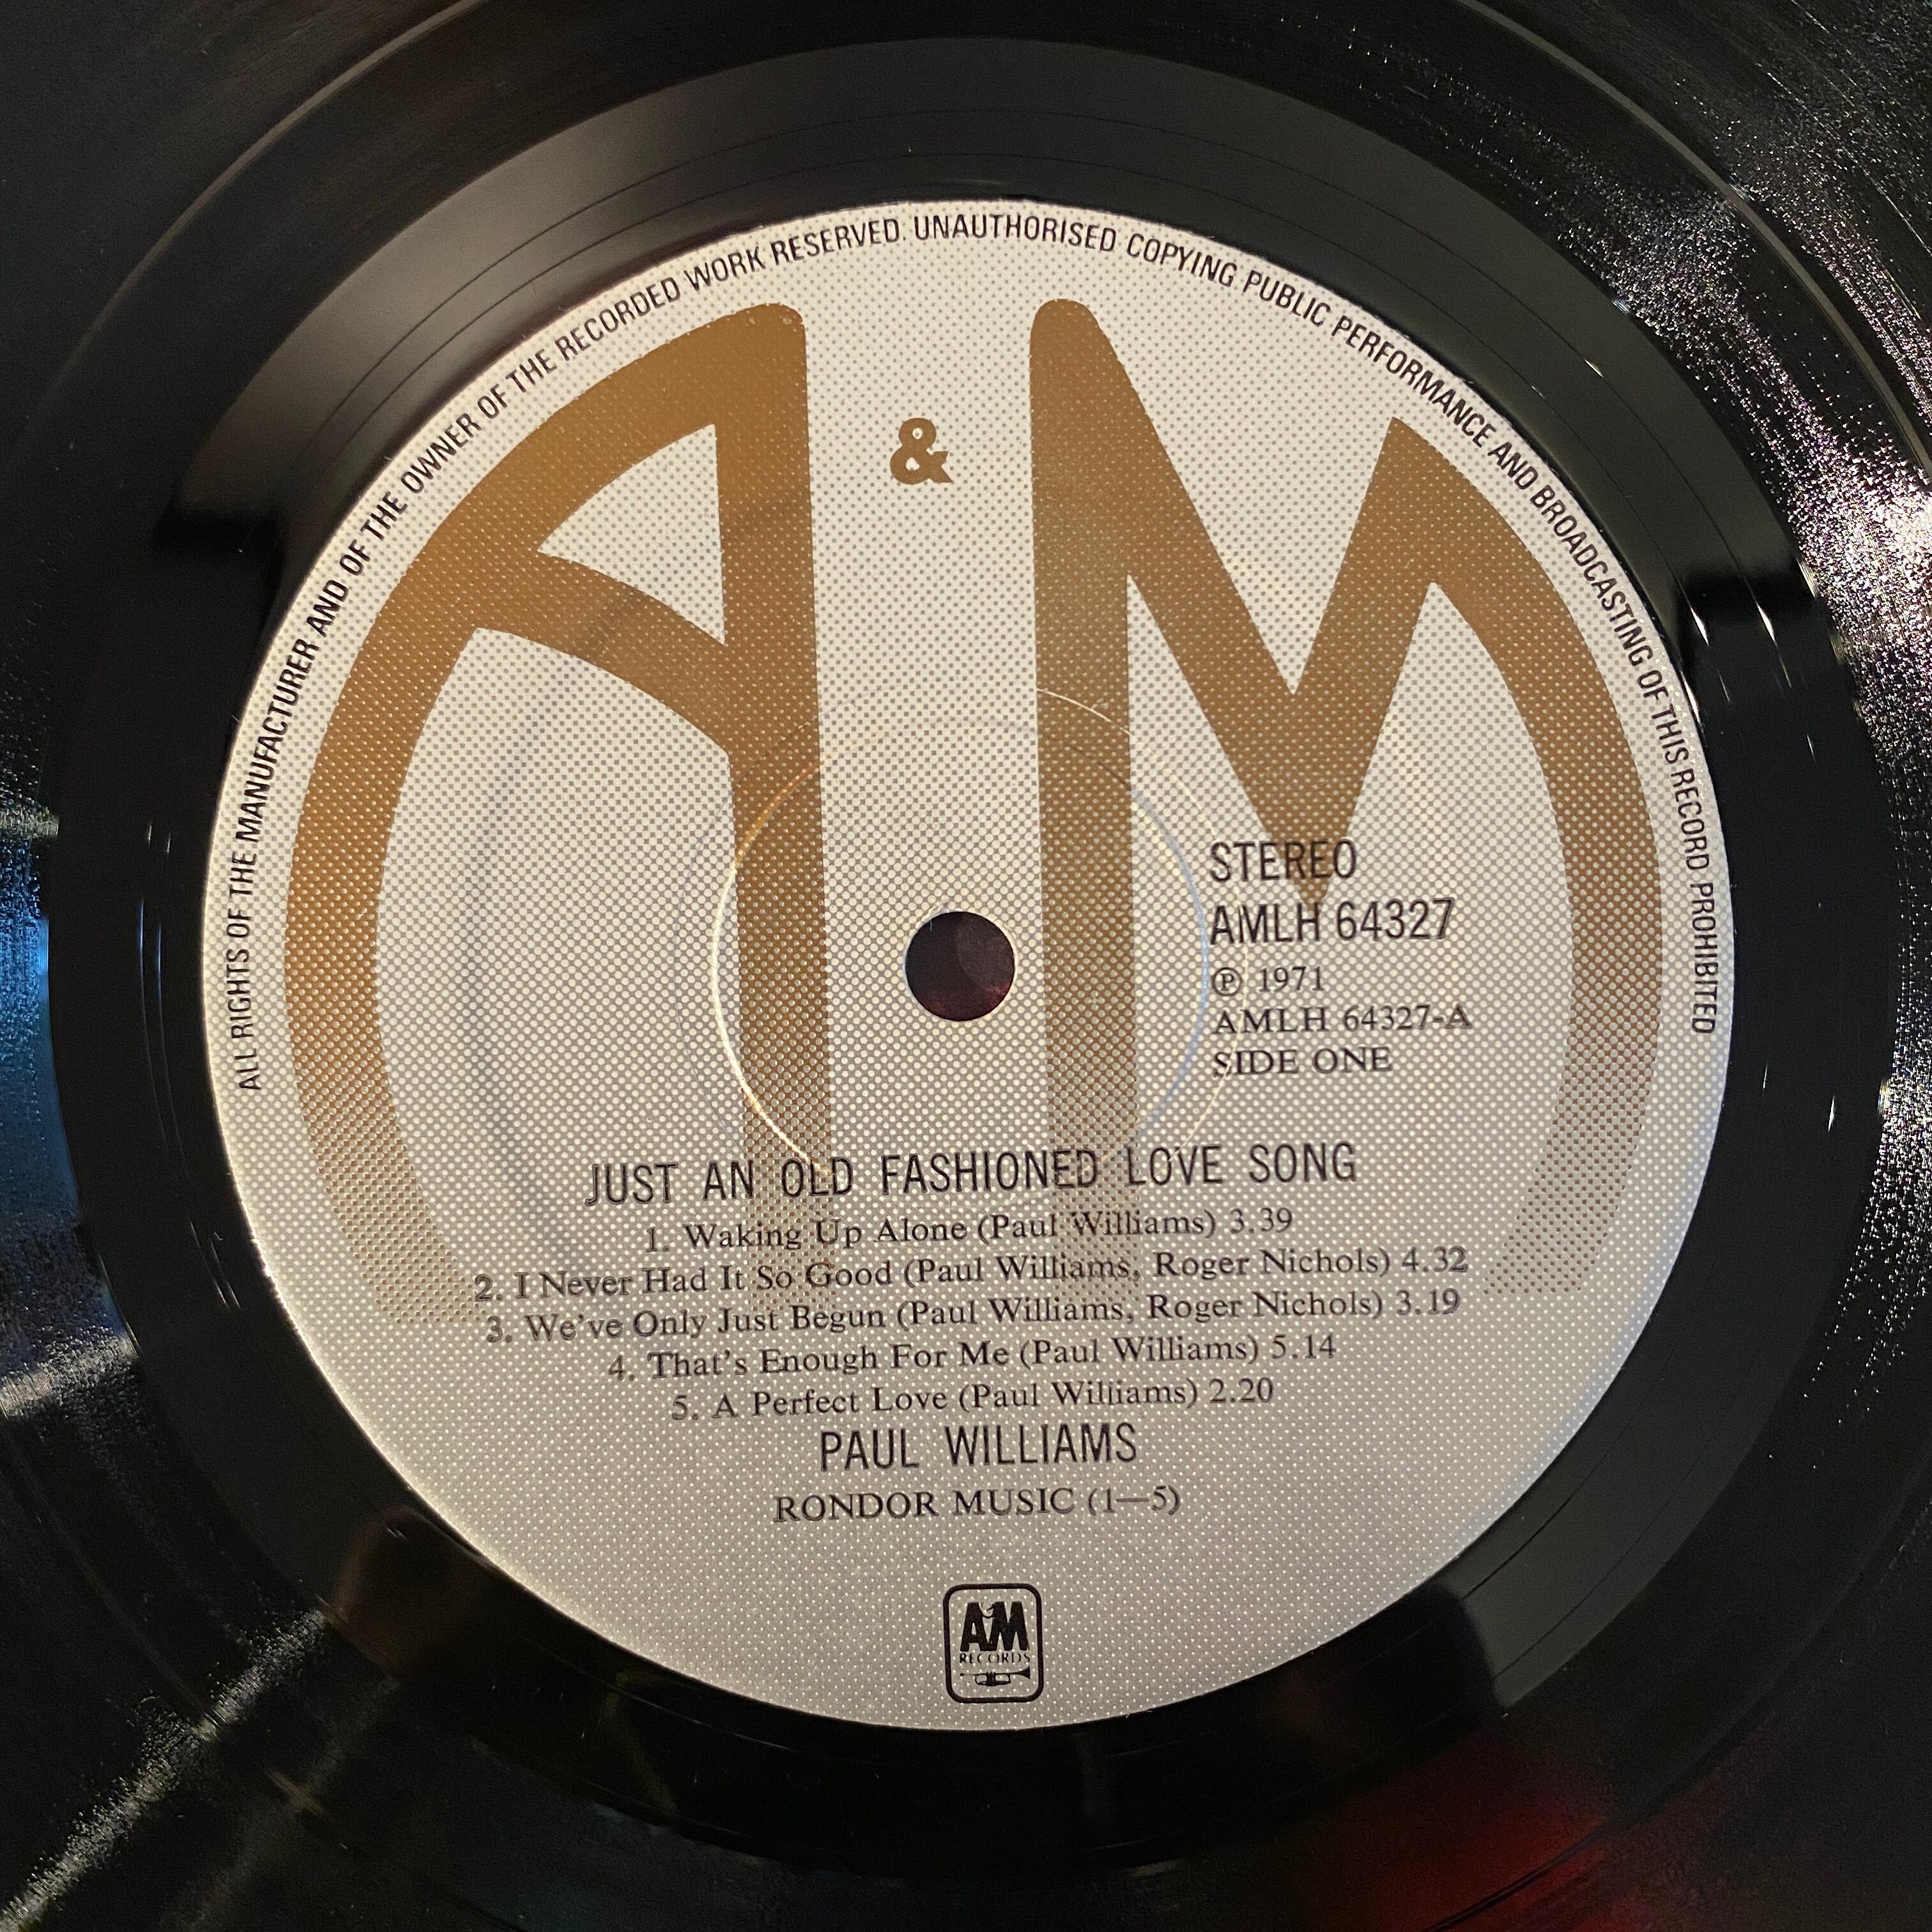 ALL RIGHTS OF THE MANUFACTURER AND OF THE OWNER OF THE RECORDED WORK RESERVED. UNAUTHORISED COPYING PUBLIC PERFORMANCE AND BROADCASTING OF THIS RECORD PROHIBITED
A & M
STEREO
AMLH 64327
Ⓟ 1971
AMLH 64327-A
SIDE ONE
JUST AN OLD FASHIONED LOVE SONG
1. Waking Up Alone (Paul Williams) 3.39
2. I Never Had It So Good (Paul Williams, Roger Nichols) 4.32
3. We've Only Just Begun (Paul Williams, Roger Nichols) 3.19
4. That's Enough For Me (Paul Williams) 5.14
5. A Perfect Love (Paul Williams) 2.20
PAUL WILLIAMS
RONDOR MUSIC (1—5)
AM
RECORDS